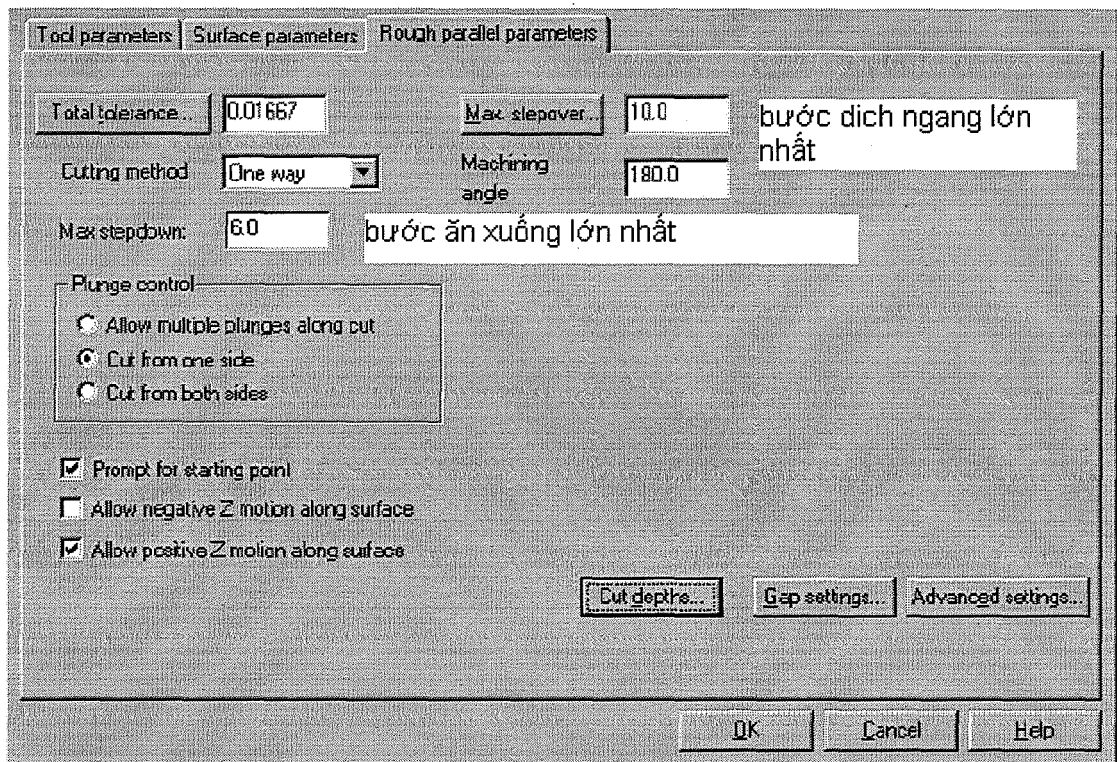 Tool parameters Surface parameters Rough parallel parameters
Total tolerance... 0.01667 Max. stepover... 10.0 bước dich ngang lớn
nhất
Cutting method One way Machining
angle 180.0
Max stepdown: 6.0 bước ăn xuống lớn nhất
Plunge control
Allow multiple plunges along cut
Cut from one side
Cut from both sides
Prompt for starting point
Allow negative Z motion along surface
Allow positive Z motion along surface
Cut depths... Gap settings... Advanced settings...
OK Cancel Help